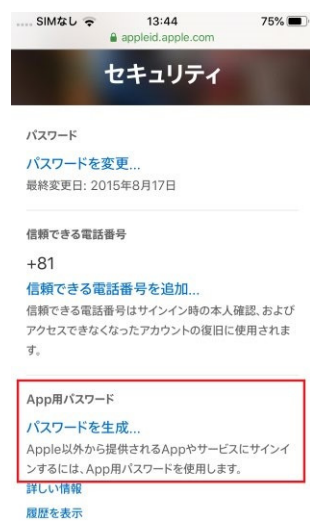 SIMなし 13:44 75%
appleid.apple.com
セキュリティ
パスワード
パスワードを変更...
最終変更日: 2015年8月17日
信頼できる電話番号
+81
信頼できる電話番号を追加...
信頼できる電話番号はサインイン時の本人確認、および
アクセスできなくなったアカウントの復旧に使用されま
す。
App用パスワード
パスワードを生成...
Apple以外から提供されるAppやサービスにサインイ
ンするには、App用パスワードを使用します。
詳しい情報
履歴を表示